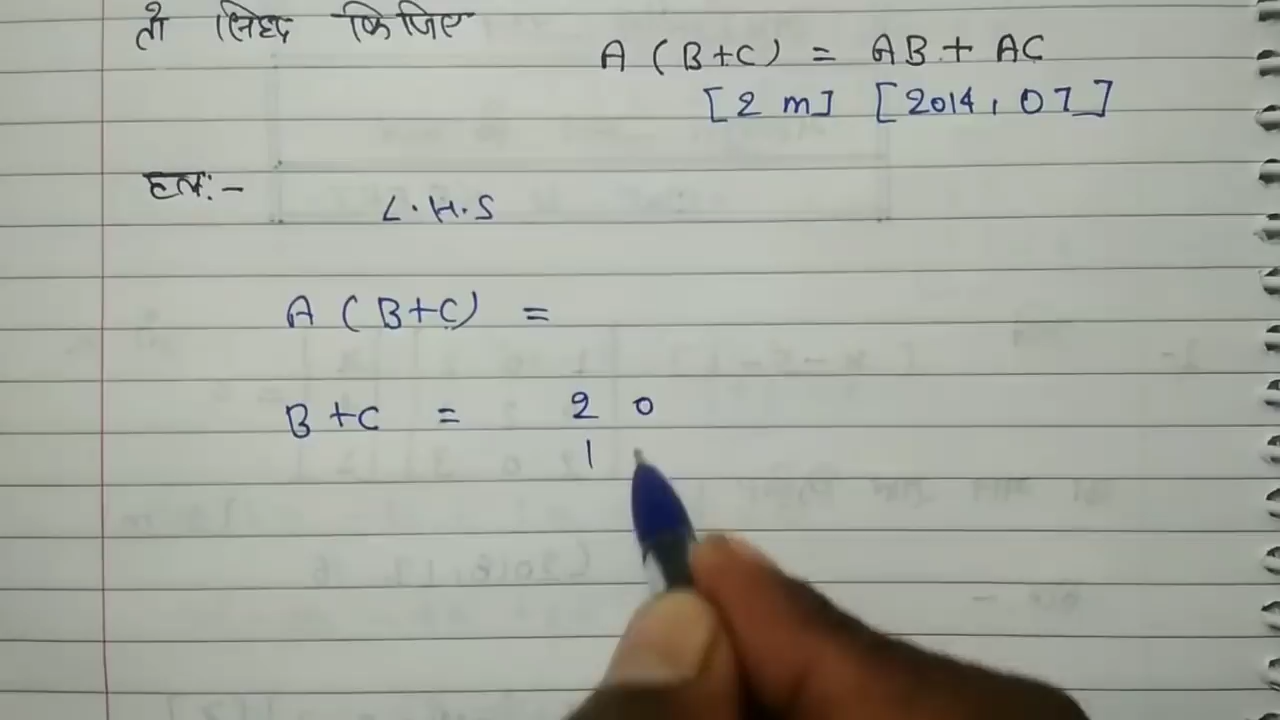 तो सिद्ध किजिए
A (B+C) = AB + AC
[2 m] [2014, 07]
हल:-
L.H.S
A (B+C) =
B+C = 2 0
1